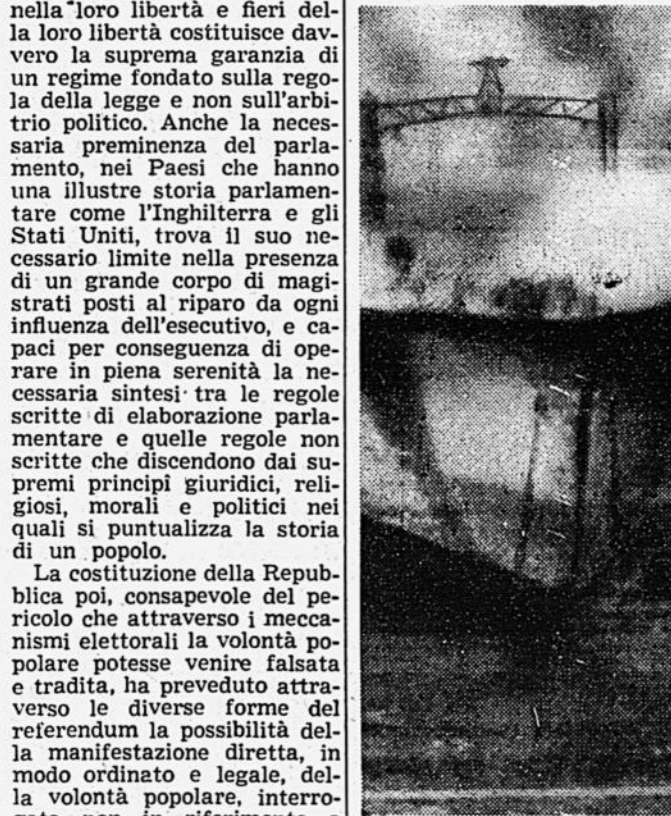 nella loro libertà e fieri del-
la loro libertà costituisce dav-
vero la suprema garanzia di
un regime fondato sulla rego-
la della legge e non sull'arbi-
trio politico. Anche la neces-
saria preminenza del parla-
mento, nei Paesi che hanno
una illustre storia parlamen-
tare come l'Inghilterra e gli
Stati Uniti, trova il suo ne-
cessario limite nella presenza
di un grande corpo di magi-
strati posti al riparo da ogni
influenza dell'esecutivo, e ca-
paci per conseguenza di ope-
rare in piena serenità la ne-
cessaria sintesi tra le regole
scritte di elaborazione parla-
mentare e quelle regole non
scritte che discendono dai su-
premi principî giuridici, reli-
giosi, morali e politici nei
quali si puntualizza la storia
di un popolo.
La costituzione della Repub-
blica poi, consapevole del pe-
ricolo che attraverso i mecca-
nismi elettorali la volontà po-
polare potesse venire falsata
e tradita, ha preveduto attra-
verso le diverse forme del
referendum la possibilità del-
la manifestazione diretta, in
modo ordinato e legale, del-
la volontà popolare, interro-
gata non in riferimento a